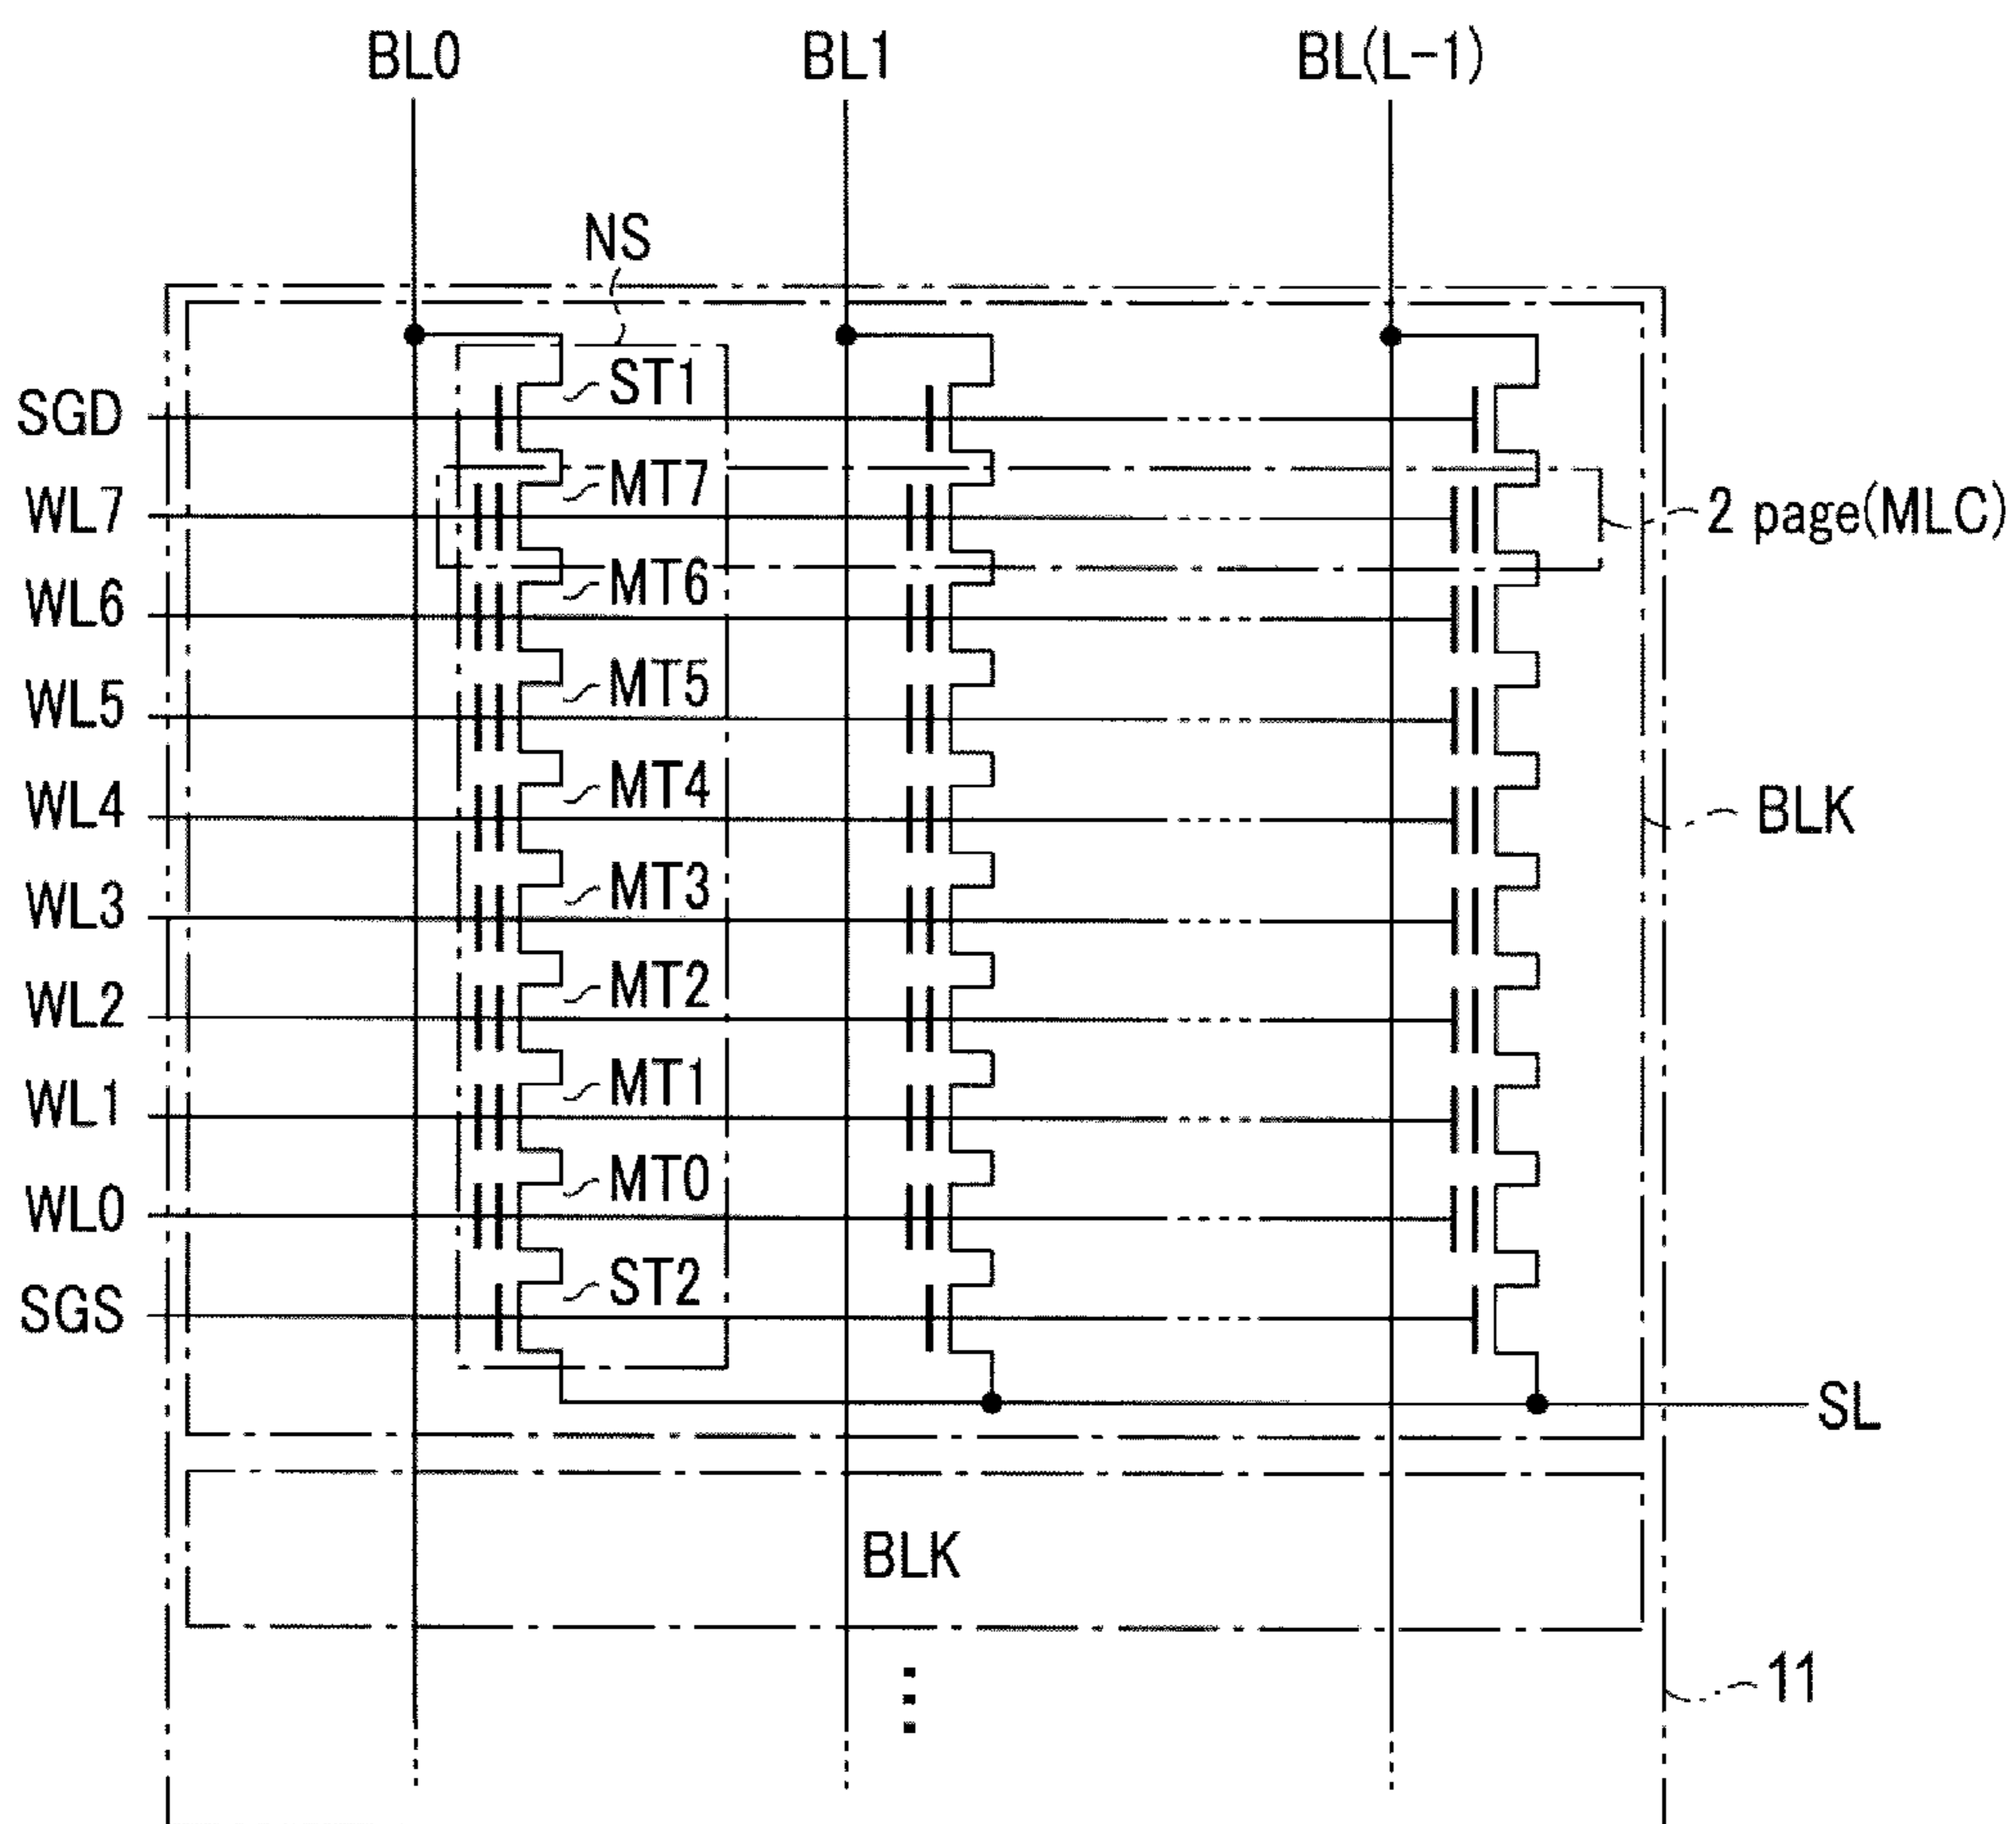 BL0 BL1 BL(L-1)
NS
SGD ST1
WL7 MT7 2 page(MLC)
WL6 MT6
WL5 MT5
WL4 MT4 BLK
WL3 MT3
WL2 MT2
WL1 MT1
WL0 MT0
SGS ST2
SL
BLK
11